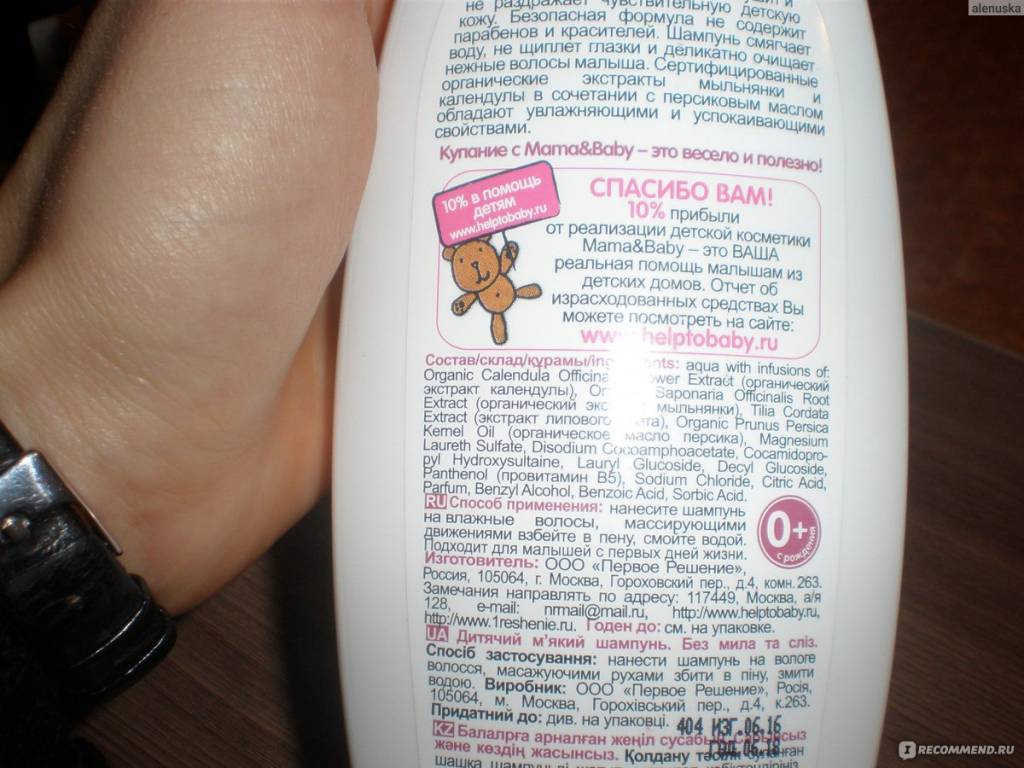 alenuska
не раздражает чувствительную детскую
кожу. Безопасная формула не содержит
парабенов и красителей. Шампунь смягчает
воду, не щиплет глазки и деликатно очищает
нежные волосы малыша. Сертифицированные
органические экстракты мыльнянки и
календулы в сочетании с персиковым маслом
обладают увлажняющими и успокаивающими
свойствами.
Купание с Mama&Baby – это весело и полезно!
10% в помощь
детям
www.helptobaby.ru
СПАСИБО ВАМ!
10% прибыли
от реализации детской косметики
Mama&Baby – это ВАША
реальная помощь малышам из
детских домов. Отчет об
израсходованных средствах Вы
можете посмотреть на сайте:
helptobaby.ru
Состав/склад/құрамы/ aqua with infusions of:
Organic Calendula Extract (органический
экстракт календулы), Saponaria Officinalis Root
Extract (органический мыльнянки), Tilia Cordata
Extract (экстракт липового Organic Prunus Persica
Kernel Oil (органическое масло персика), Magnesium
Laureth Sulfate, Disodium Cocoamphoacetate, Cocamidopro-
pyl Hydroxysultaine, Lauryl Glucoside, Decyl Glucoside,
Panthenol (провитамин B5), Sodium Chloride, Citric Acid,
Parfum, Benzyl Alcohol, Benzoic Acid, Sorbic Acid.
RU Способ применения: нанесите шампунь
на влажные волосы, массирующими
движениями взбейте в пену, смойте водой.
Подходит для малышей с первых дней жизни.
0+
с рождения
Изготовитель: ООО “Первое Решение”,
Россия, 105064, г. Москва, Гороховский пер., д.4, комн. 263.
Замечания направлять по адресу: 117449, Москва, а/я
128, e-mail: nrmail@mail.ru, http://www.helptobaby.ru,
http://www.1reshenie.ru. Годен до: см. на упаковке.
UA Дитячий м'який шампунь. Без мила та сліз.
Спосіб застосування: нанести шампунь на вологе
волосся, масажуючими рухами збити в піну, змити
водою. Виробник: ООО “Первое Решение”, Росія,
105064, м. Москва, Горохівський пер., д.4, к.263.
Придатний до: див. на упаковці. 404 ИЗГ.06.16
KZ Балаларға арналған жеңіл сусабын
және көздің жасынсыз. Қолдану
I RECOMMEND.RU